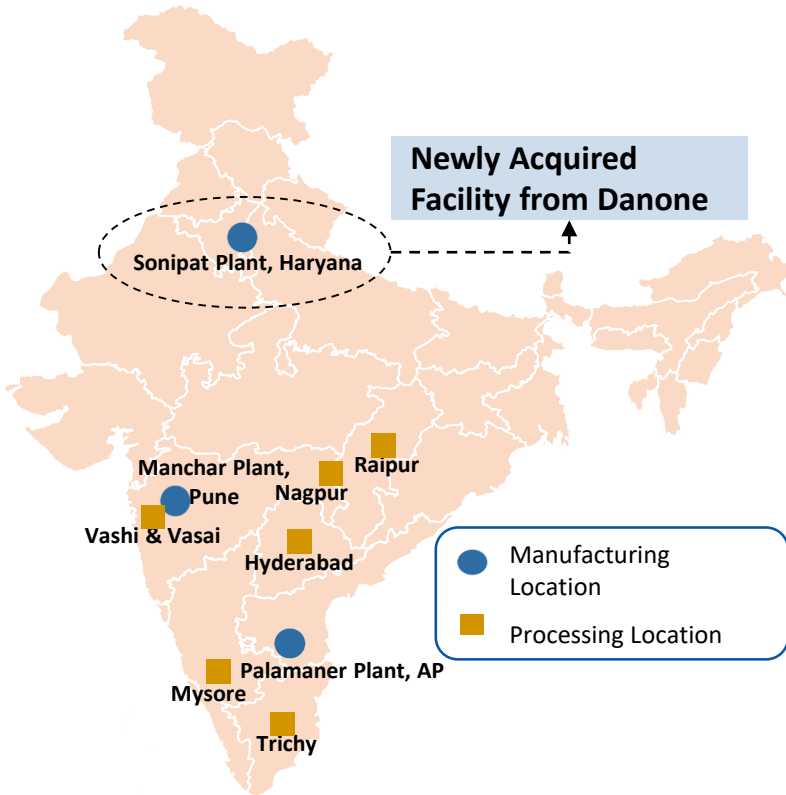 Newly Acquired
Facility from Danone
Sonipat Plant, Haryana
Raipur
Manchar Plant,
Pune
Nagpur
Vashi & Vasai
Hyderabad
Manufacturing
Location
Processing Location
Palamaner Plant, AP
Mysore
Trichy